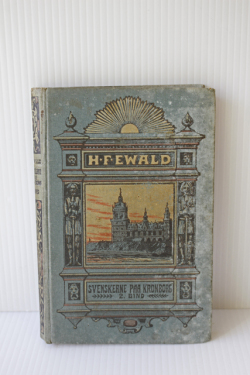 H·F·EWALD
SVENSKERNE PAA KRONBORG
2. BIND